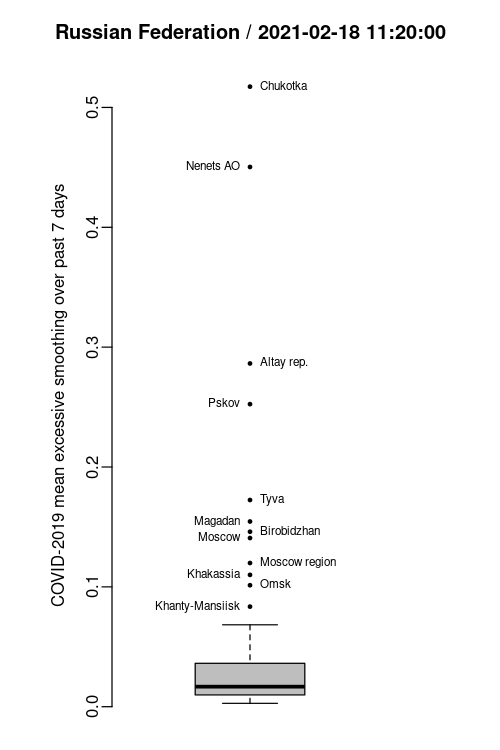 Russian Federation / 2021-02-18 11:20:00
Chukotka
0.5
Nenets AO
COVID-2019 mean excessive smoothing over past 7 days
0.4
0.3
Altay rep.
Pskov
0.2
Tyva
Magadan
Birobidzhan
Moscow
Moscow region
Khakassia
0.1
Omsk
Khanty-Mansiisk
0.0